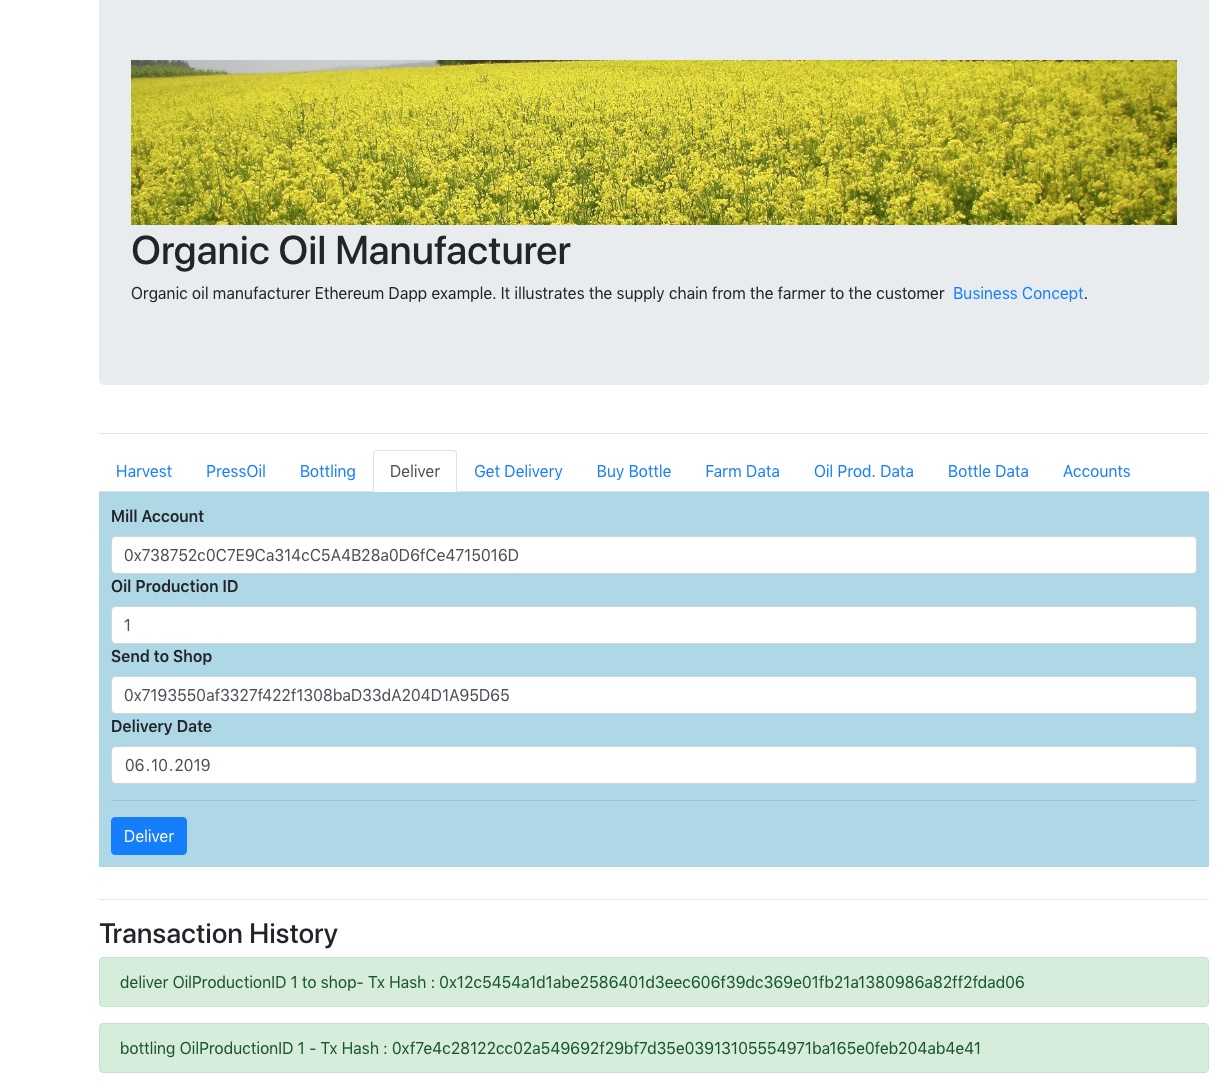 Organic Oil Manufacturer
Organic oil manufacturer Ethereum Dapp example. It illustrates the supply chain from the farmer to the customer Business Concept.
Harvest PressOil Bottling Deliver Get Delivery Buy Bottle Farm Data Oil Prod. Data Bottle Data Accounts
Mill Account
0x738752c0C7E9Ca314cC5A4B28a0D6fCe4715016D
Oil Production ID
1
Send to Shop
0x7193550af3327f422f1308baD33dA204D1A95D65
Delivery Date
06.10.2019
Deliver
Transaction History
deliver OilProductionID 1 to shop- Tx Hash : 0x12c5454a1d1abe2586401d3eec606f39dc369e01fb21a1380986a82ff2fdad06
bottling OilProductionID 1 - Tx Hash : 0xf7e4c28122cc02a549692f29bf7d35e03913105554971ba165e0feb204ab4e41